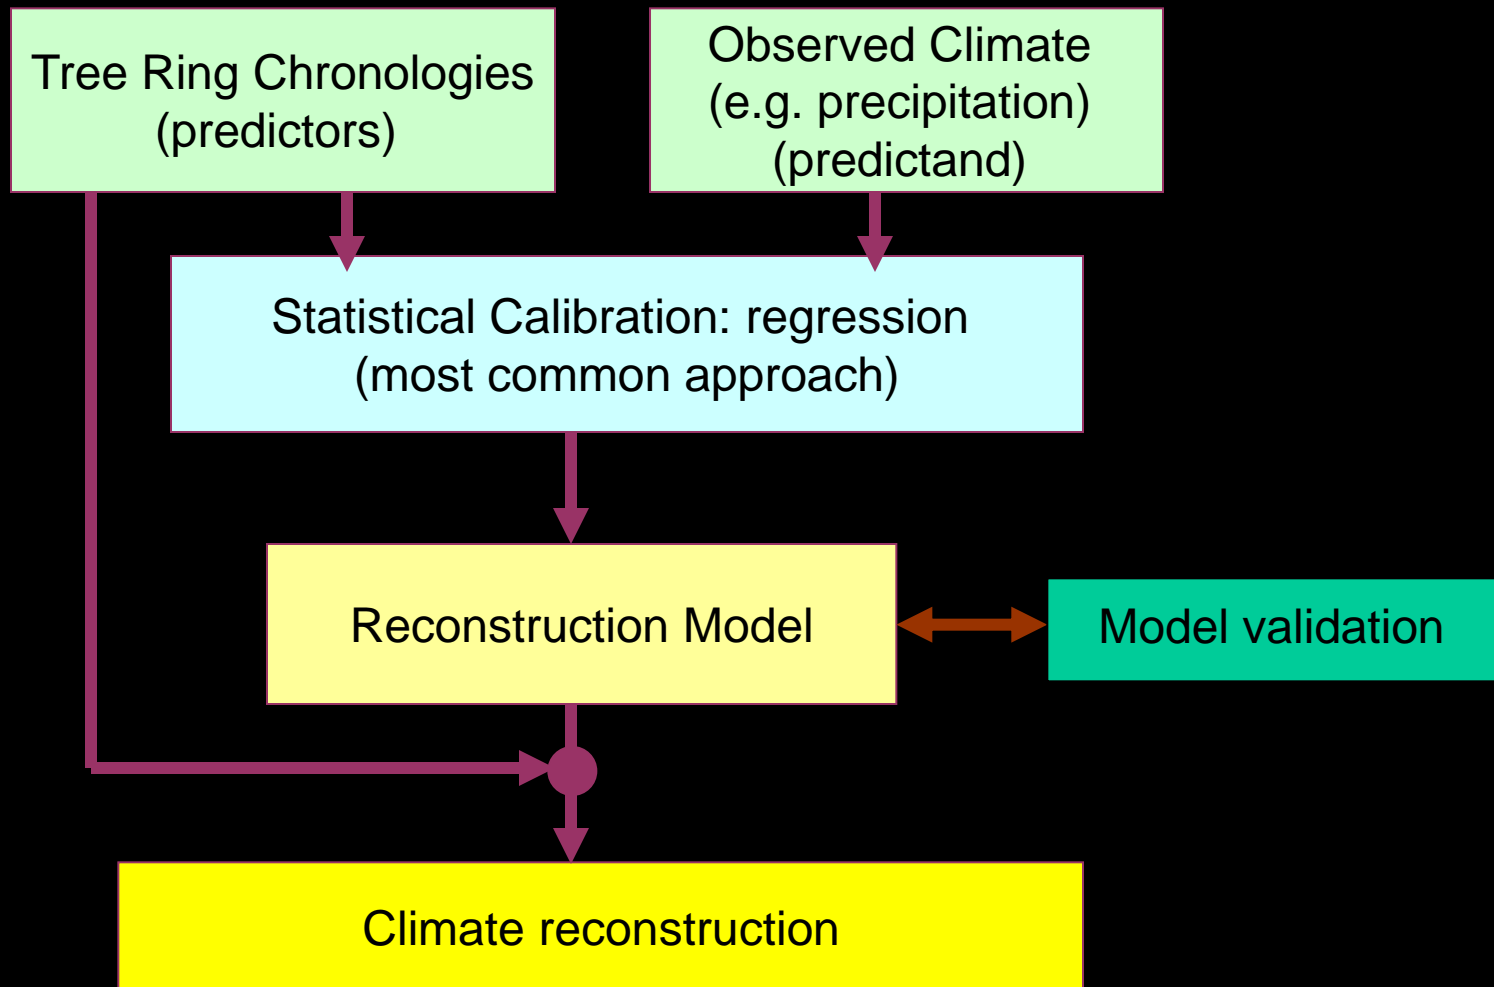 Tree Ring Chronologies
(predictors)
Observed Climate
(e.g. precipitation)
(predictand)
Statistical Calibration: regression
(most common approach)
Reconstruction Model
Model validation
Climate reconstruction